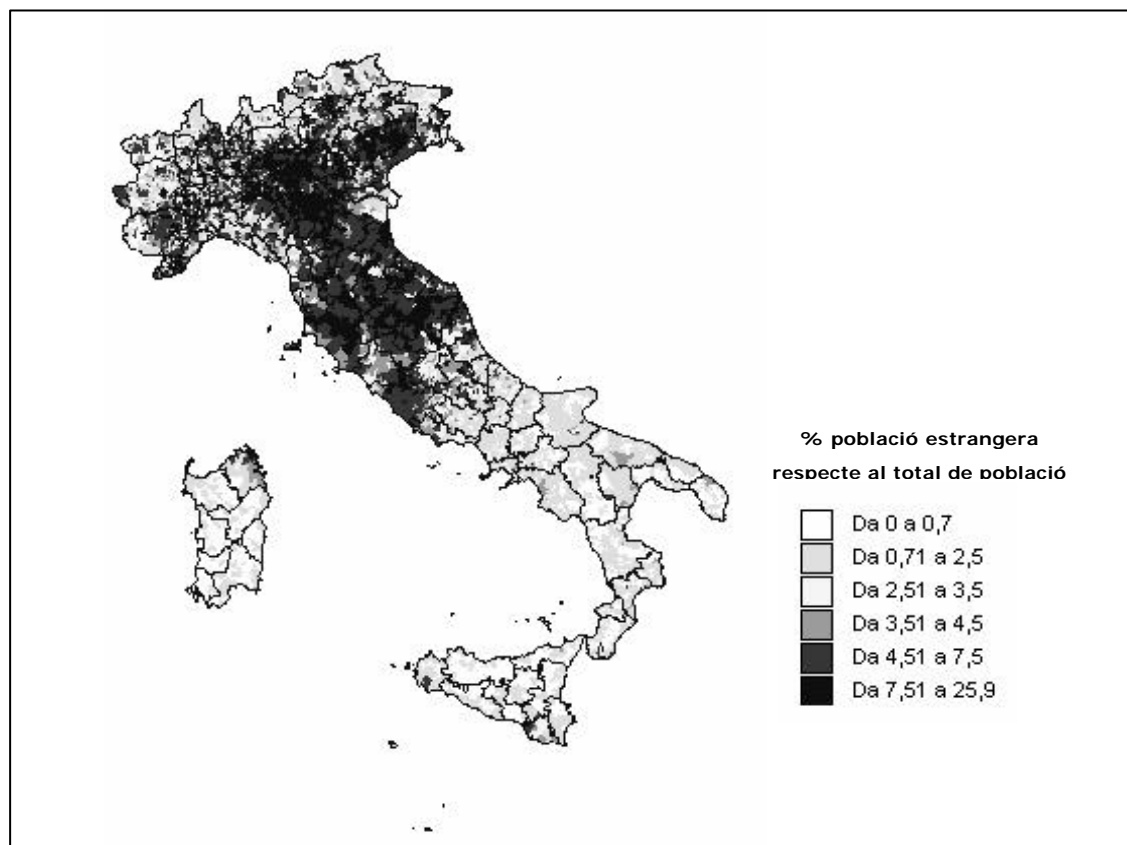 % població estrangera
respecte al total de població
Da 0 a 0,7
Da 0,71 a 2,5
Da 2,51 a 3,5
Da 3,51 a 4,5
Da 4,51 a 7,5
Da 7,51 a 25,9